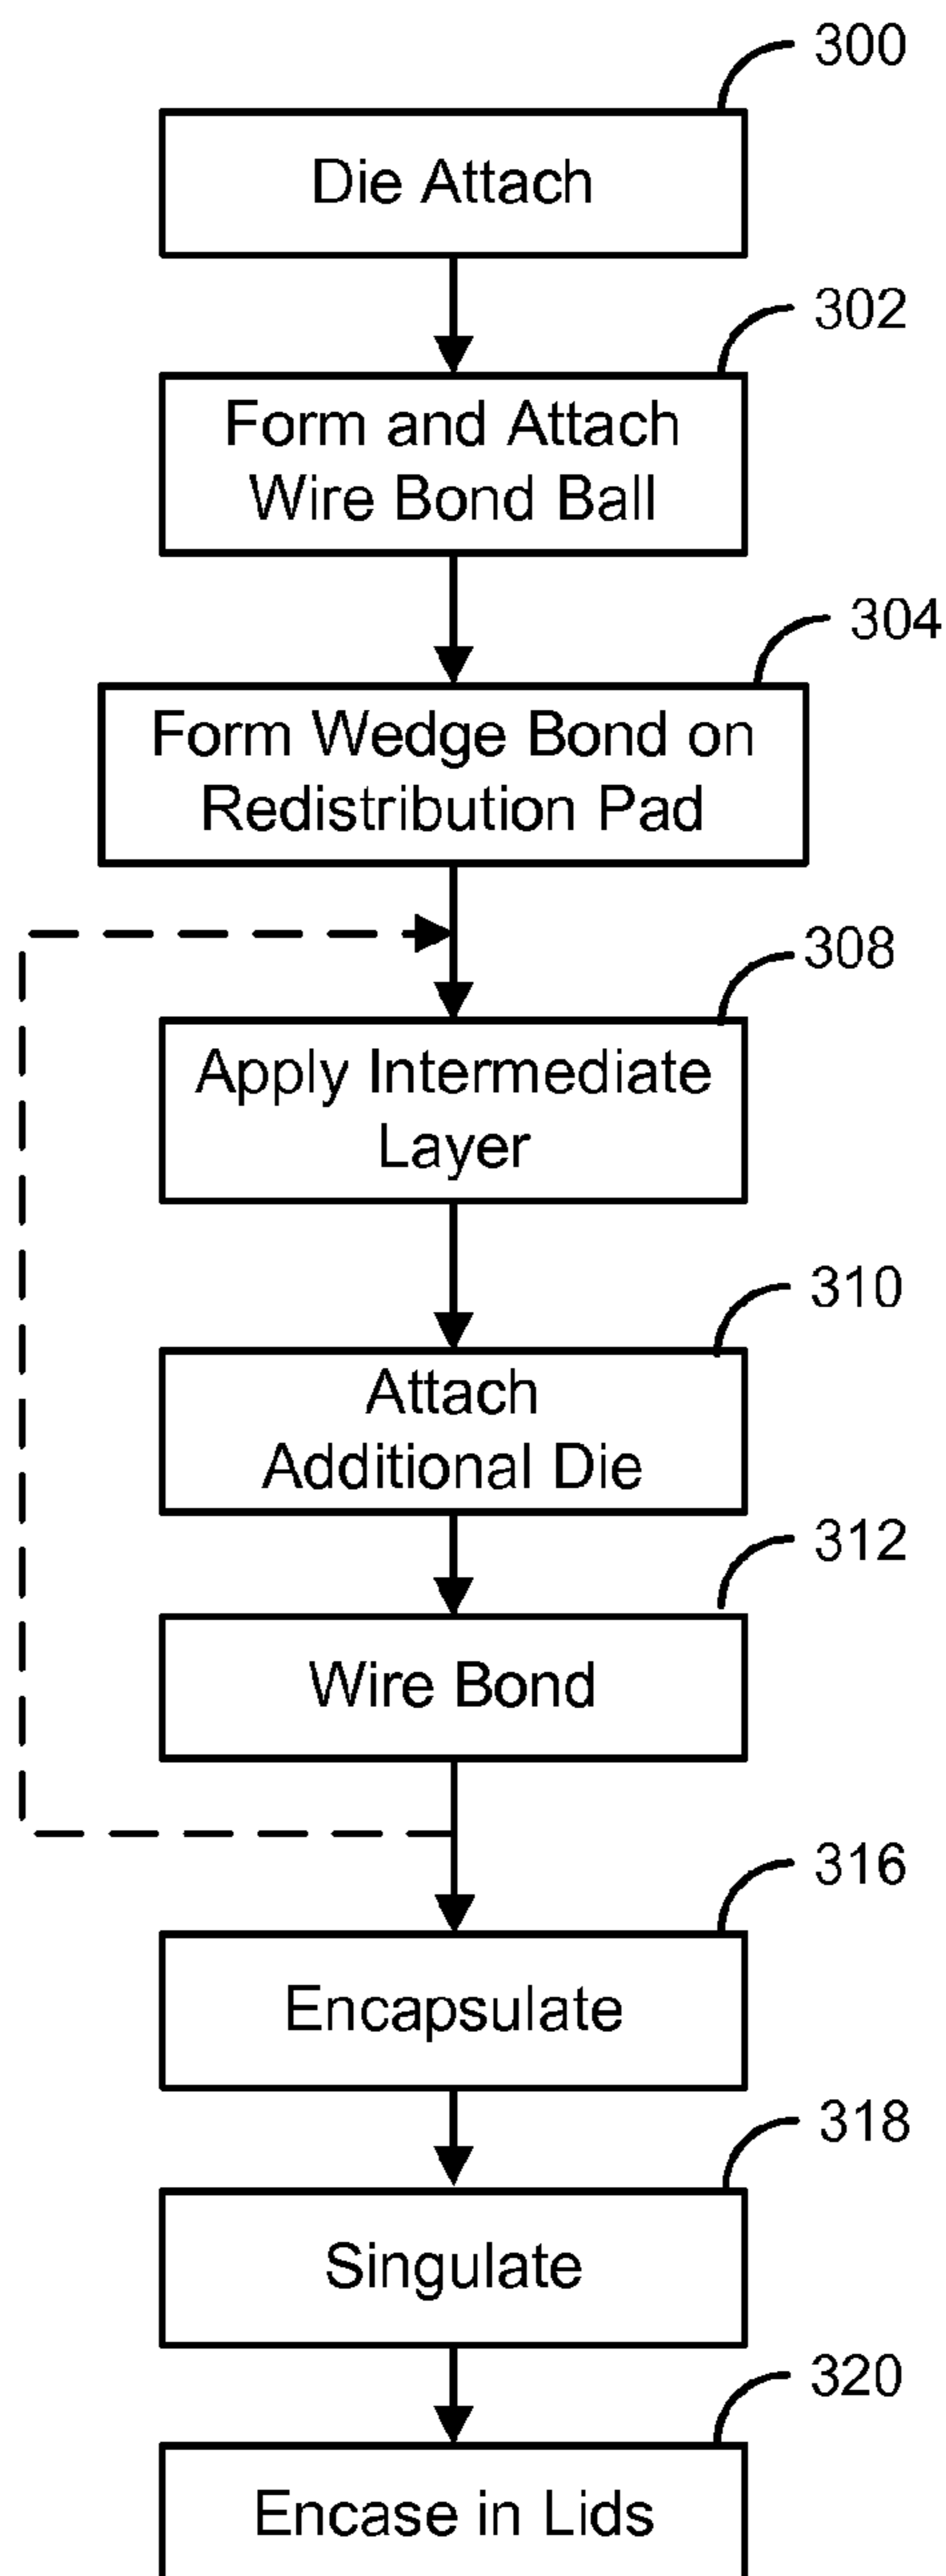 300
Die Attach
302
Form and Attach
Wire Bond Ball
304
Form Wedge Bond on
Redistribution Pad
308
Apply Intermediate
Layer
310
Attach
Additional Die
312
Wire Bond
316
Encapsulate
318
Singulate
320
Encase in Lids